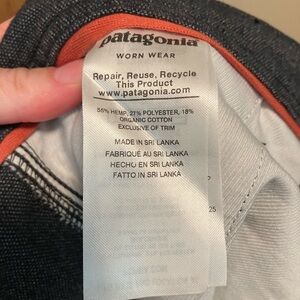 patagonia
WORN WEAR
Repair, Reuse, Recycle
This Product
www.patagonia.com
55% HEMP, 27% POLYESTER, 18%
ORGANIC COTTON
EXCLUSIVE OF TRIM
MADE IN SRI LANKA
FABRIQUÉ AU SRI LANKA
HECHO EN SRI LANKA
FATTO IN SRI LANKA
25